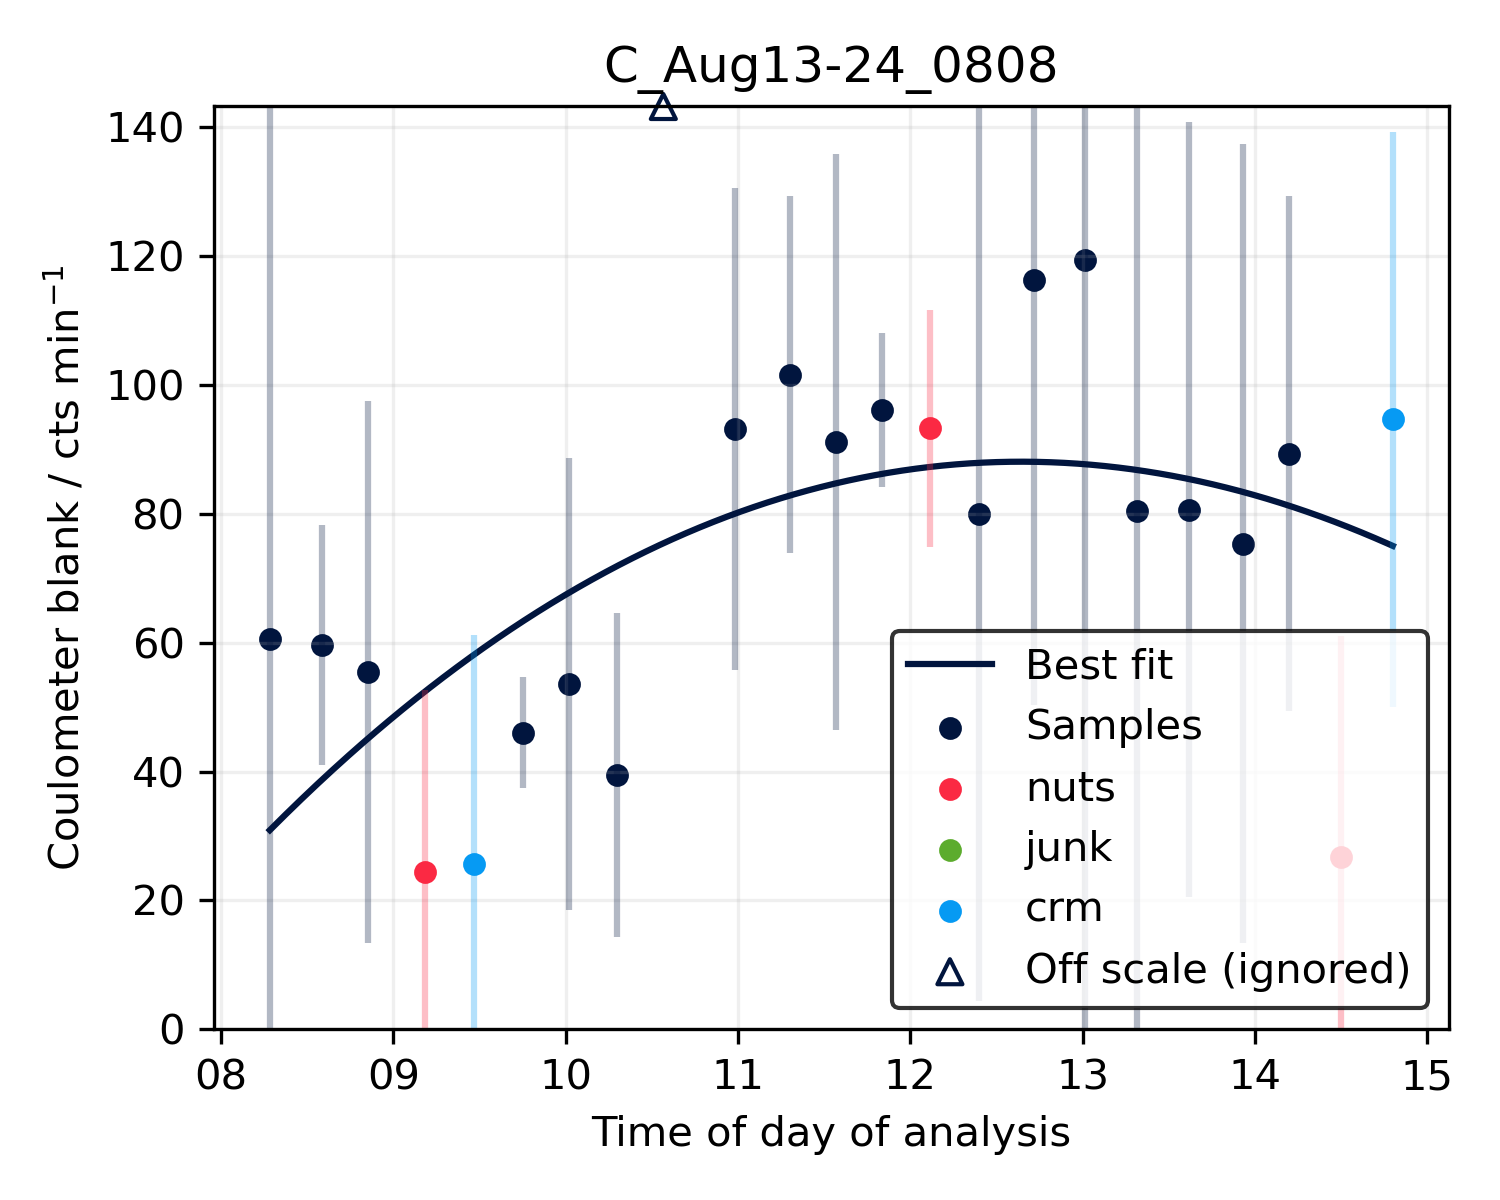 C_Aug13-24_0808
Coulometer blank / cts min⁻¹
140
120
100
80
60
40
20
0
Best fit
Samples
nuts
junk
crm
Off scale (ignored)
08 09 10 11 12 13 14 15
Time of day of analysis